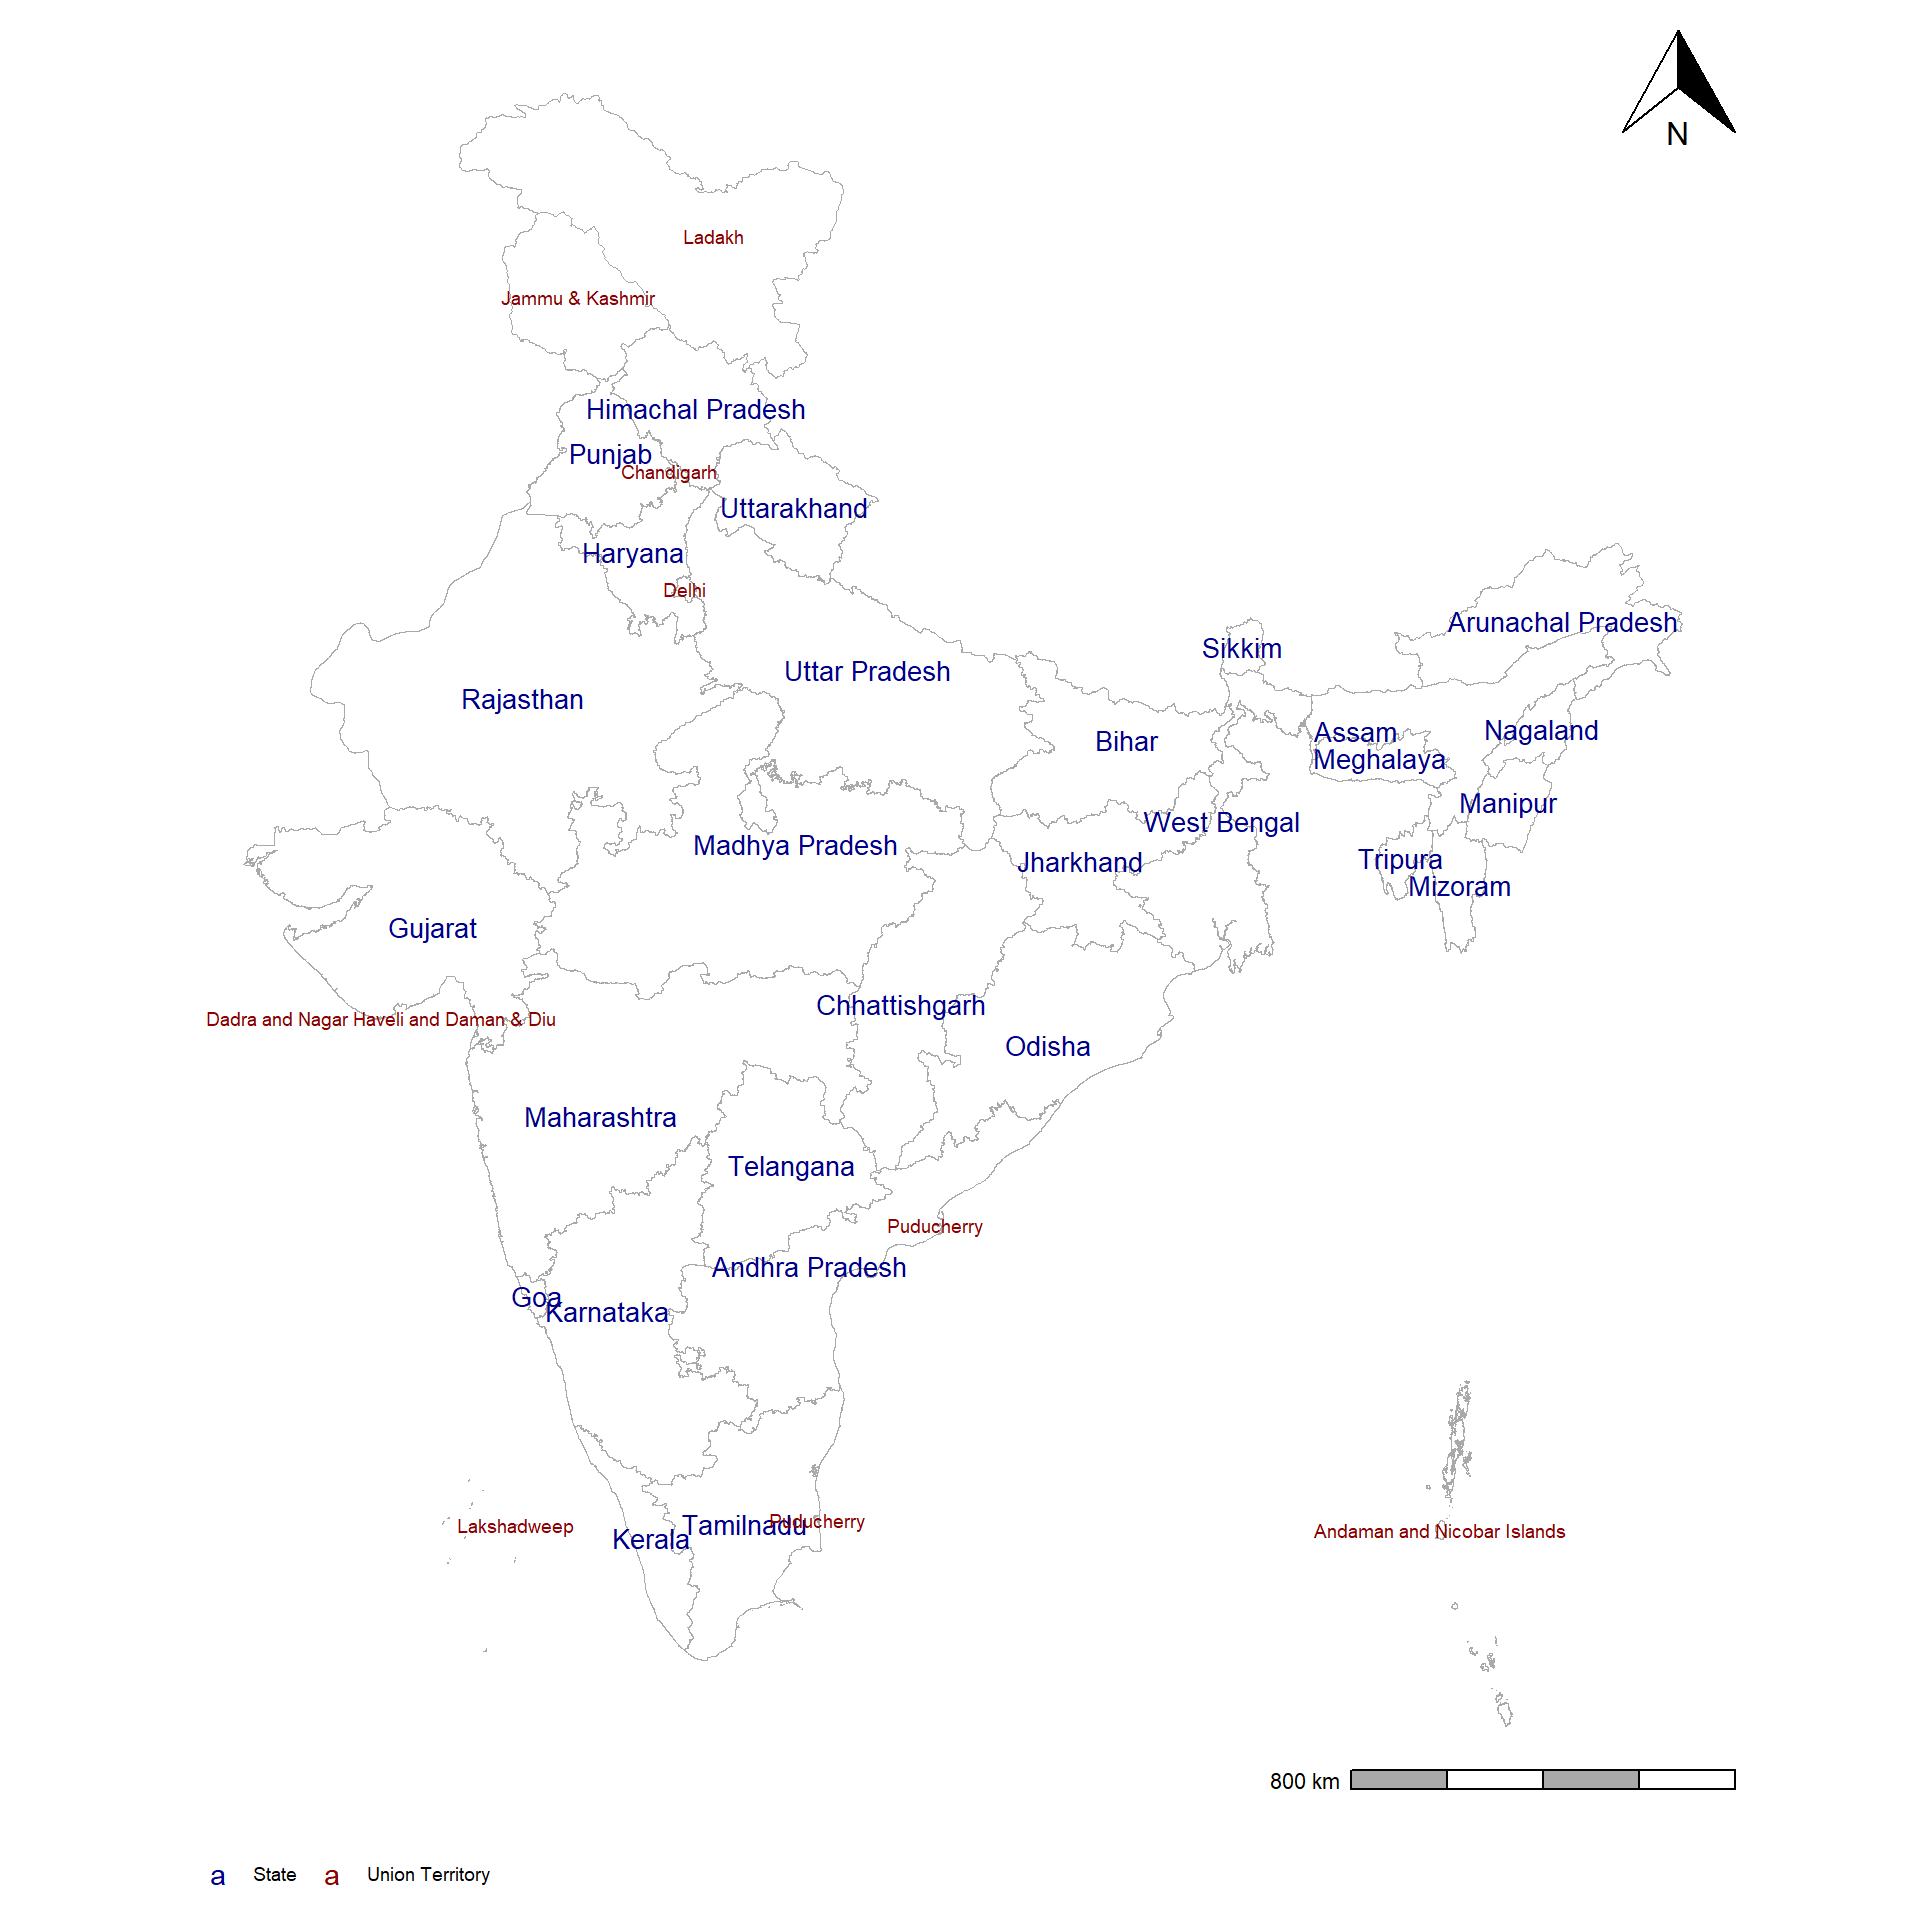 N
Ladakh
Jammu & Kashmir
Himachal Pradesh
Punjab
Chandigarh
Uttarakhand
Haryana
Delhi
Arunachal Pradesh
Sikkim
Uttar Pradesh
Rajasthan
Assam
Nagaland
Bihar
Meghalaya
Manipur
West Bengal
Madhya Pradesh
Jharkhand
Tripura
Mizoram
Gujarat
Chhattishgarh
Dadra and Nagar Haveli and Daman & Diu
Odisha
Maharashtra
Telangana
Puducherry
Andhra Pradesh
Goa
Karnataka
Lakshadweep
Tamilnadu
Puducherry
Kerala
Andaman and Nicobar Islands
800 km
a State a Union Territory